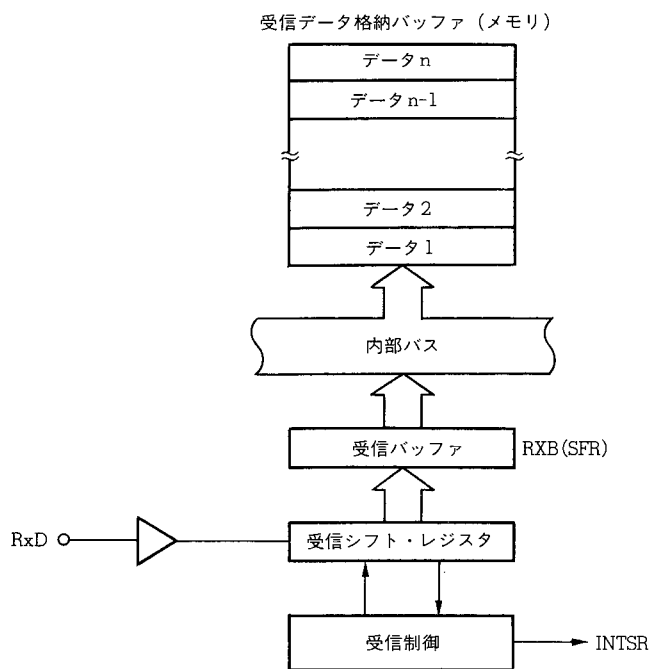 受信データ格納バッファ (メモリ)
データn
データn-1
データ2
データ1
内部バス
受信バッファ
RXB(SFR)
RxD
受信シフト・レジスタ
受信制御
INTSR